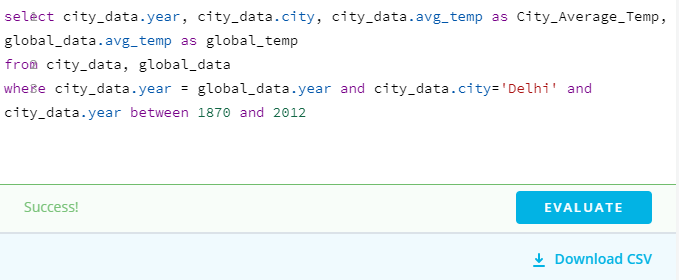 select city_data.year, city_data.city, city_data.avg_temp as City_Average_Temp,
global_data.avg_temp as global_temp
from city_data, global_data
where city_data.year = global_data.year and city_data.city='Delhi' and
city_data.year between 1870 and 2012
Success!
EVALUATE
Download CSV